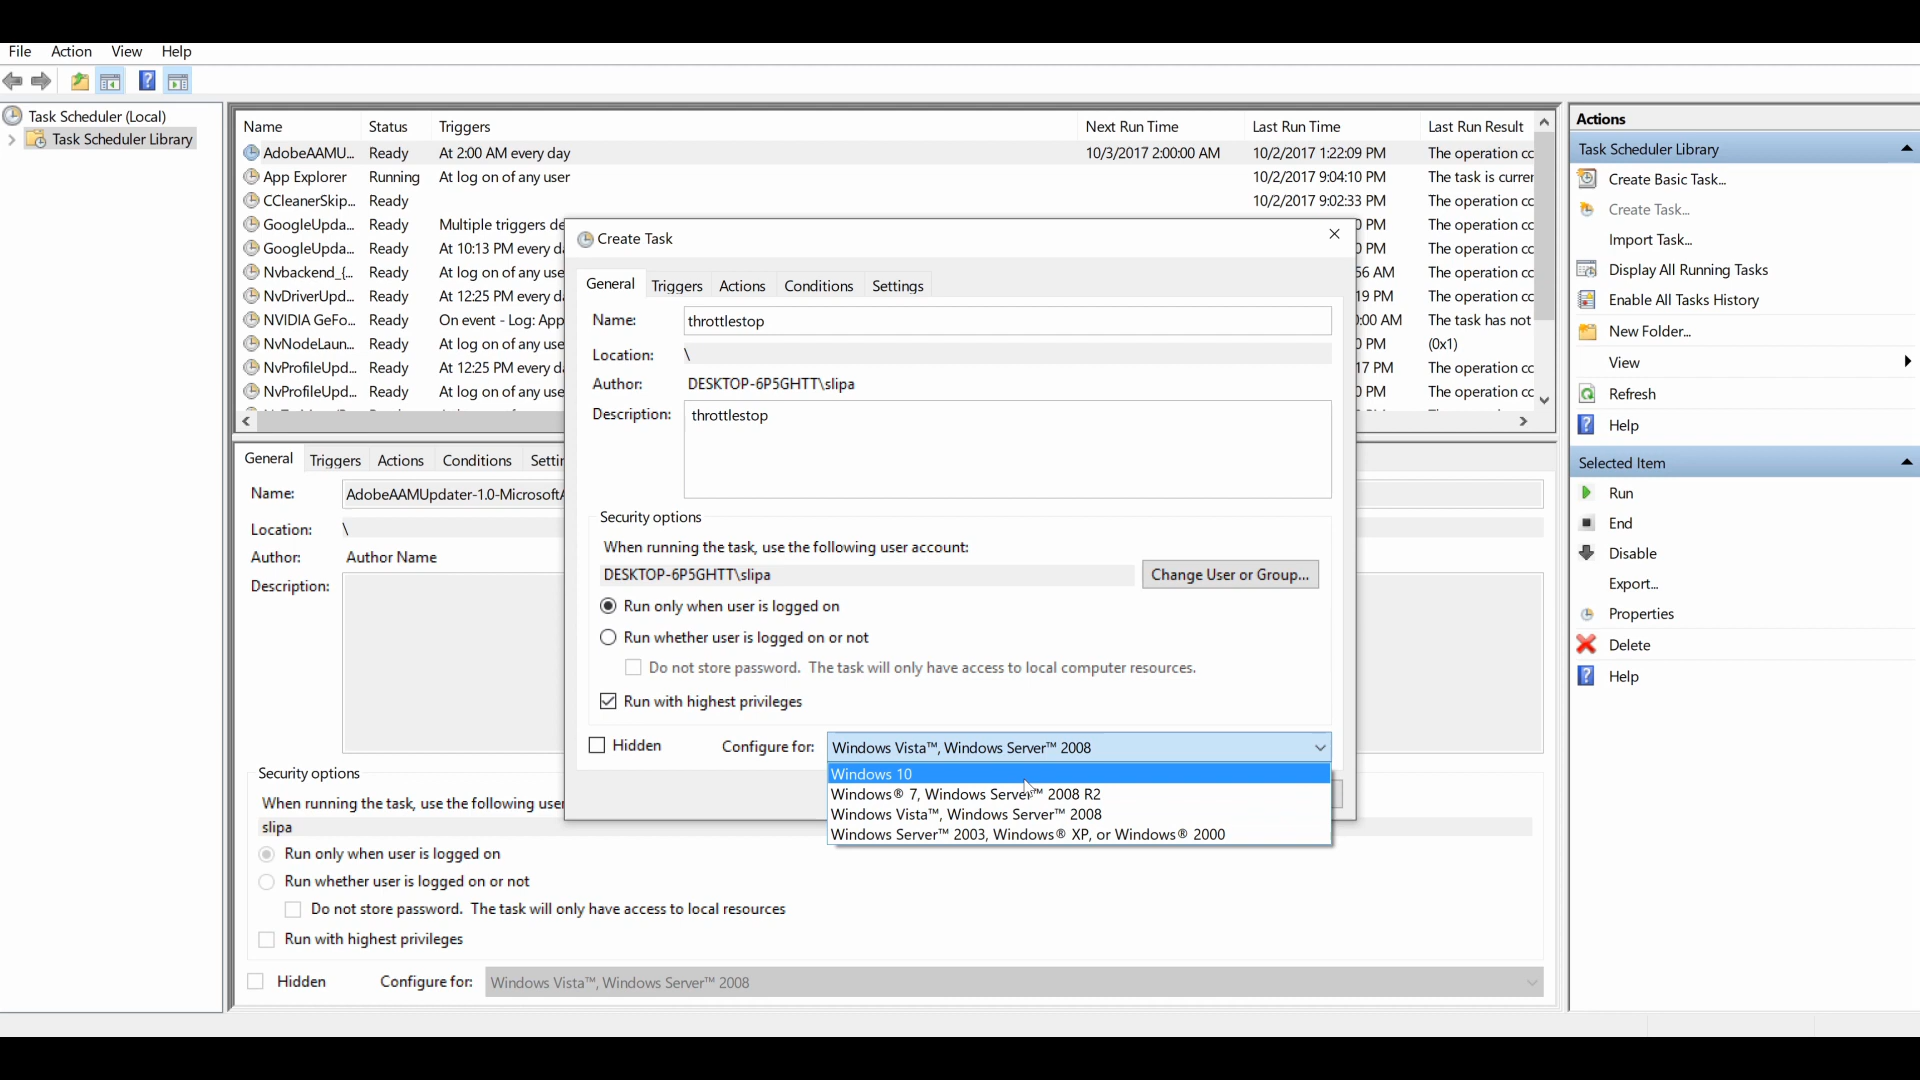 File Action View Help
Task Scheduler (Local)
Task Scheduler Library
Name Status Triggers Next Run Time Last Run Time Last Run Result
AdobeAAMU... Ready At 2:00 AM every day 10/3/2017 2:00:00 AM 10/2/2017 1:22:09 PM The operation cc
App Explorer Running At log on of any user 10/2/2017 9:04:10 PM The task is currer
CCleanerSkip... Ready 10/2/2017 9:02:33 PM The operation cc
GoogleUpda... Ready Multiple triggers de 0 PM The operation cc
GoogleUpda... Ready At 10:13 PM every d 0 PM The operation cc
Nvbackend_{... Ready At log on of any use 56 AM The operation cc
NvDriverUpd... Ready At 12:25 PM every d 19 PM The operation cc
NVIDIA GeFo... Ready On event - Log: App :00 AM The task has not
NvNodeLaun... Ready At log on of any use 0 PM (0x1)
NvProfileUpd... Ready At 12:25 PM every d 17 PM The operation cc
NvProfileUpd... Ready At log on of any use 0 PM The operation cc
General Triggers Actions Conditions Settir
Name: AdobeAAMUpdater-1.0-MicrosoftA
Location: \
Author: Author Name
Description:
Security options
When running the task, use the following user
slipa
Run only when user is logged on
Run whether user is logged on or not
Do not store password. The task will only have access to local resources
Run with highest privileges
Hidden Configure for: Windows Vista™, Windows Server™ 2008
Create Task
General Triggers Actions Conditions Settings
Name: throttlestop
Location: \
Author: DESKTOP-6P5GHTT\slipa
Description: throttlestop
Security options
When running the task, use the following user account:
DESKTOP-6P5GHTT\slipa Change User or Group...
Run only when user is logged on
Run whether user is logged on or not
Do not store password. The task will only have access to local computer resources.
Run with highest privileges
Hidden Configure for: Windows Vista™, Windows Server™ 2008
Windows 10
Windows® 7, Windows Server™ 2008 R2
Windows Vista™, Windows Server™ 2008
Windows Server™ 2003, Windows® XP, or Windows® 2000
Actions
Task Scheduler Library
Create Basic Task...
Create Task...
Import Task...
Display All Running Tasks
Enable All Tasks History
New Folder...
View
Refresh
Help
Selected Item
Run
End
Disable
Export...
Properties
Delete
Help